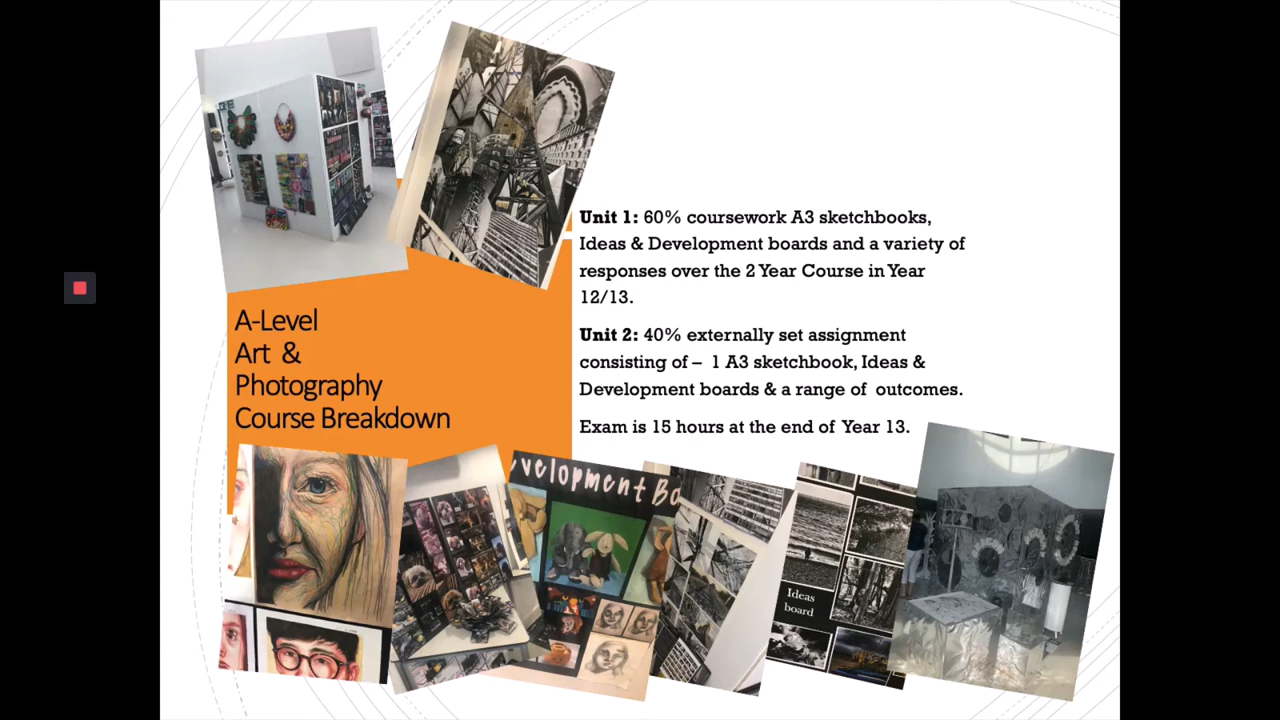 A-Level
Art &
Photography
Course Breakdown
Unit 1: 60% coursework A3 sketchbooks,
Ideas & Development boards and a variety of
responses over the 2 Year Course in Year
12/13.
Unit 2: 40% externally set assignment
consisting of – 1 A3 sketchbook, Ideas &
Development boards & a range of outcomes.
Exam is 15 hours at the end of Year 13.
velopment Bo
Ideas
board